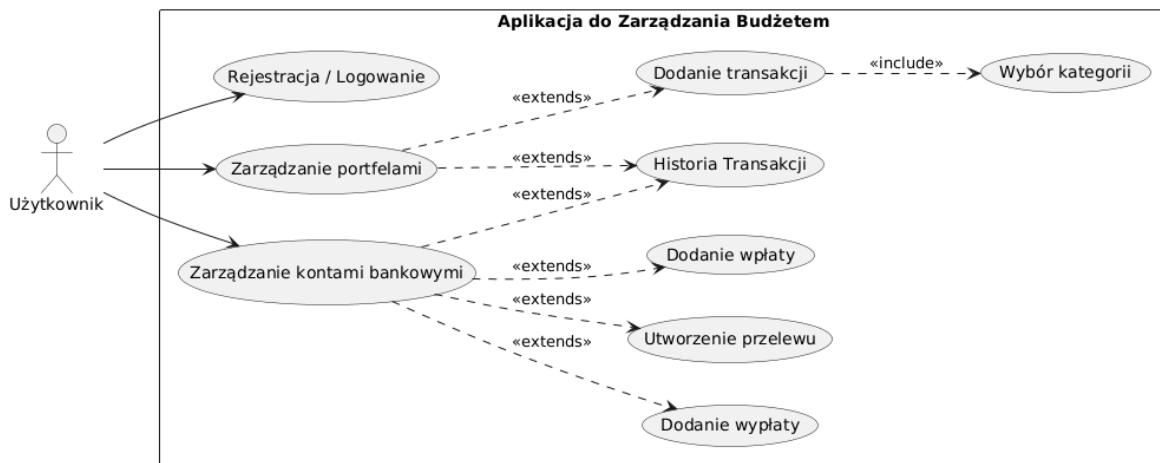 Aplikacja do Zarządzania Budżetem
Rejestracja / Logowanie
Dodanie transakcji
«include»
Wybór kategorii
«extends»
Użytkownik
Zarządzanie portfelami
«extends»
Historia Transakcji
«extends»
Zarządzanie kontami bankowymi
«extends»
Dodanie wpłaty
«extends»
Utworzenie przelewu
«extends»
Dodanie wypłaty